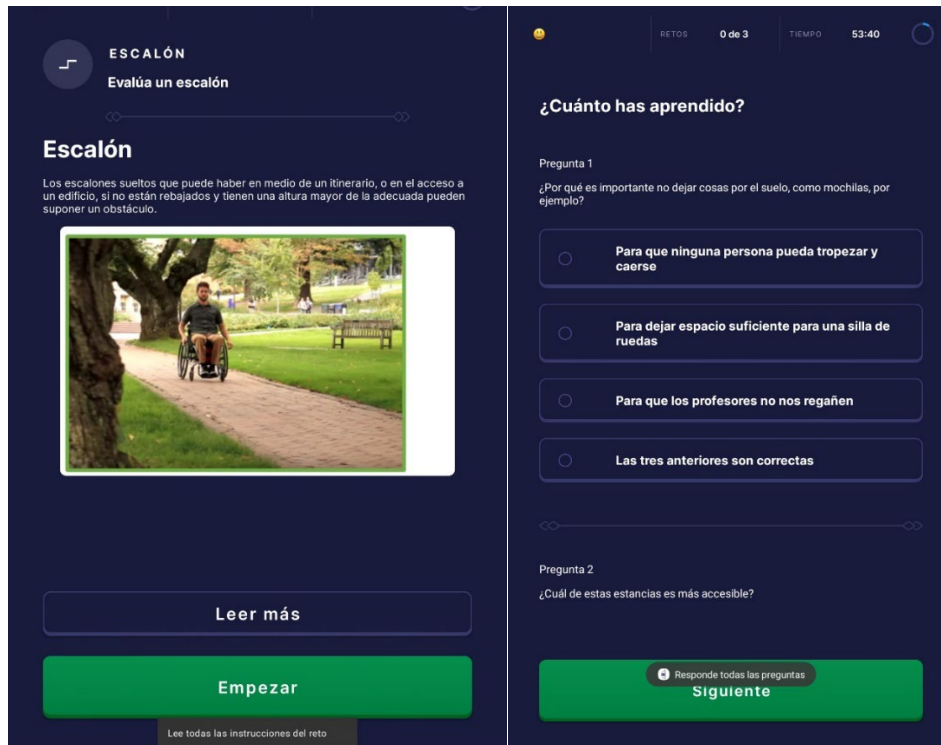 ESCALÓN
Evalúa un escalón
Escalón
Los escalones sueltos que puede haber en medio de un itinerario, o en el acceso a
un edificio, si no están rebajados y tienen una altura mayor de la adecuada pueden
suponer un obstáculo.
Leer más
Empezar
Lee todas las instrucciones del reto
RETOS 0 de 3 TIEMPO 53:40
¿Cuánto has aprendido?
Pregunta 1
¿Por qué es importante no dejar cosas por el suelo, como mochilas, por
ejemplo?
Para que ninguna persona pueda tropezar y
caerse
Para dejar espacio suficiente para una silla de
ruedas
Para que los profesores no nos regañen
Las tres anteriores son correctas
Pregunta 2
¿Cuál de estas estancias es más accesible?
Responde todas las preguntas
Siguiente